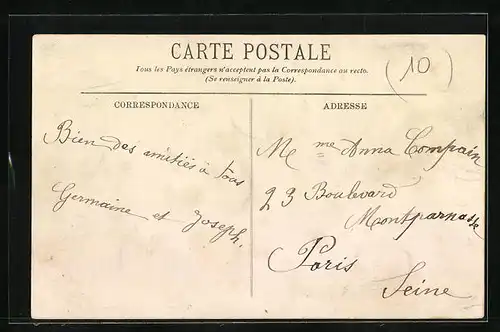 CARTE POSTALE
Tous les Pays étrangers n'acceptent pas la Correspondance au recto.
(Se renseigner à la Poste).
(10)
CORRESPONDANCE
Bien des amitiés à tous
Germaine et Joseph.
ADRESSE
Mme Anna Compain
23 Boulevard
Montparnasse
Paris
Seine